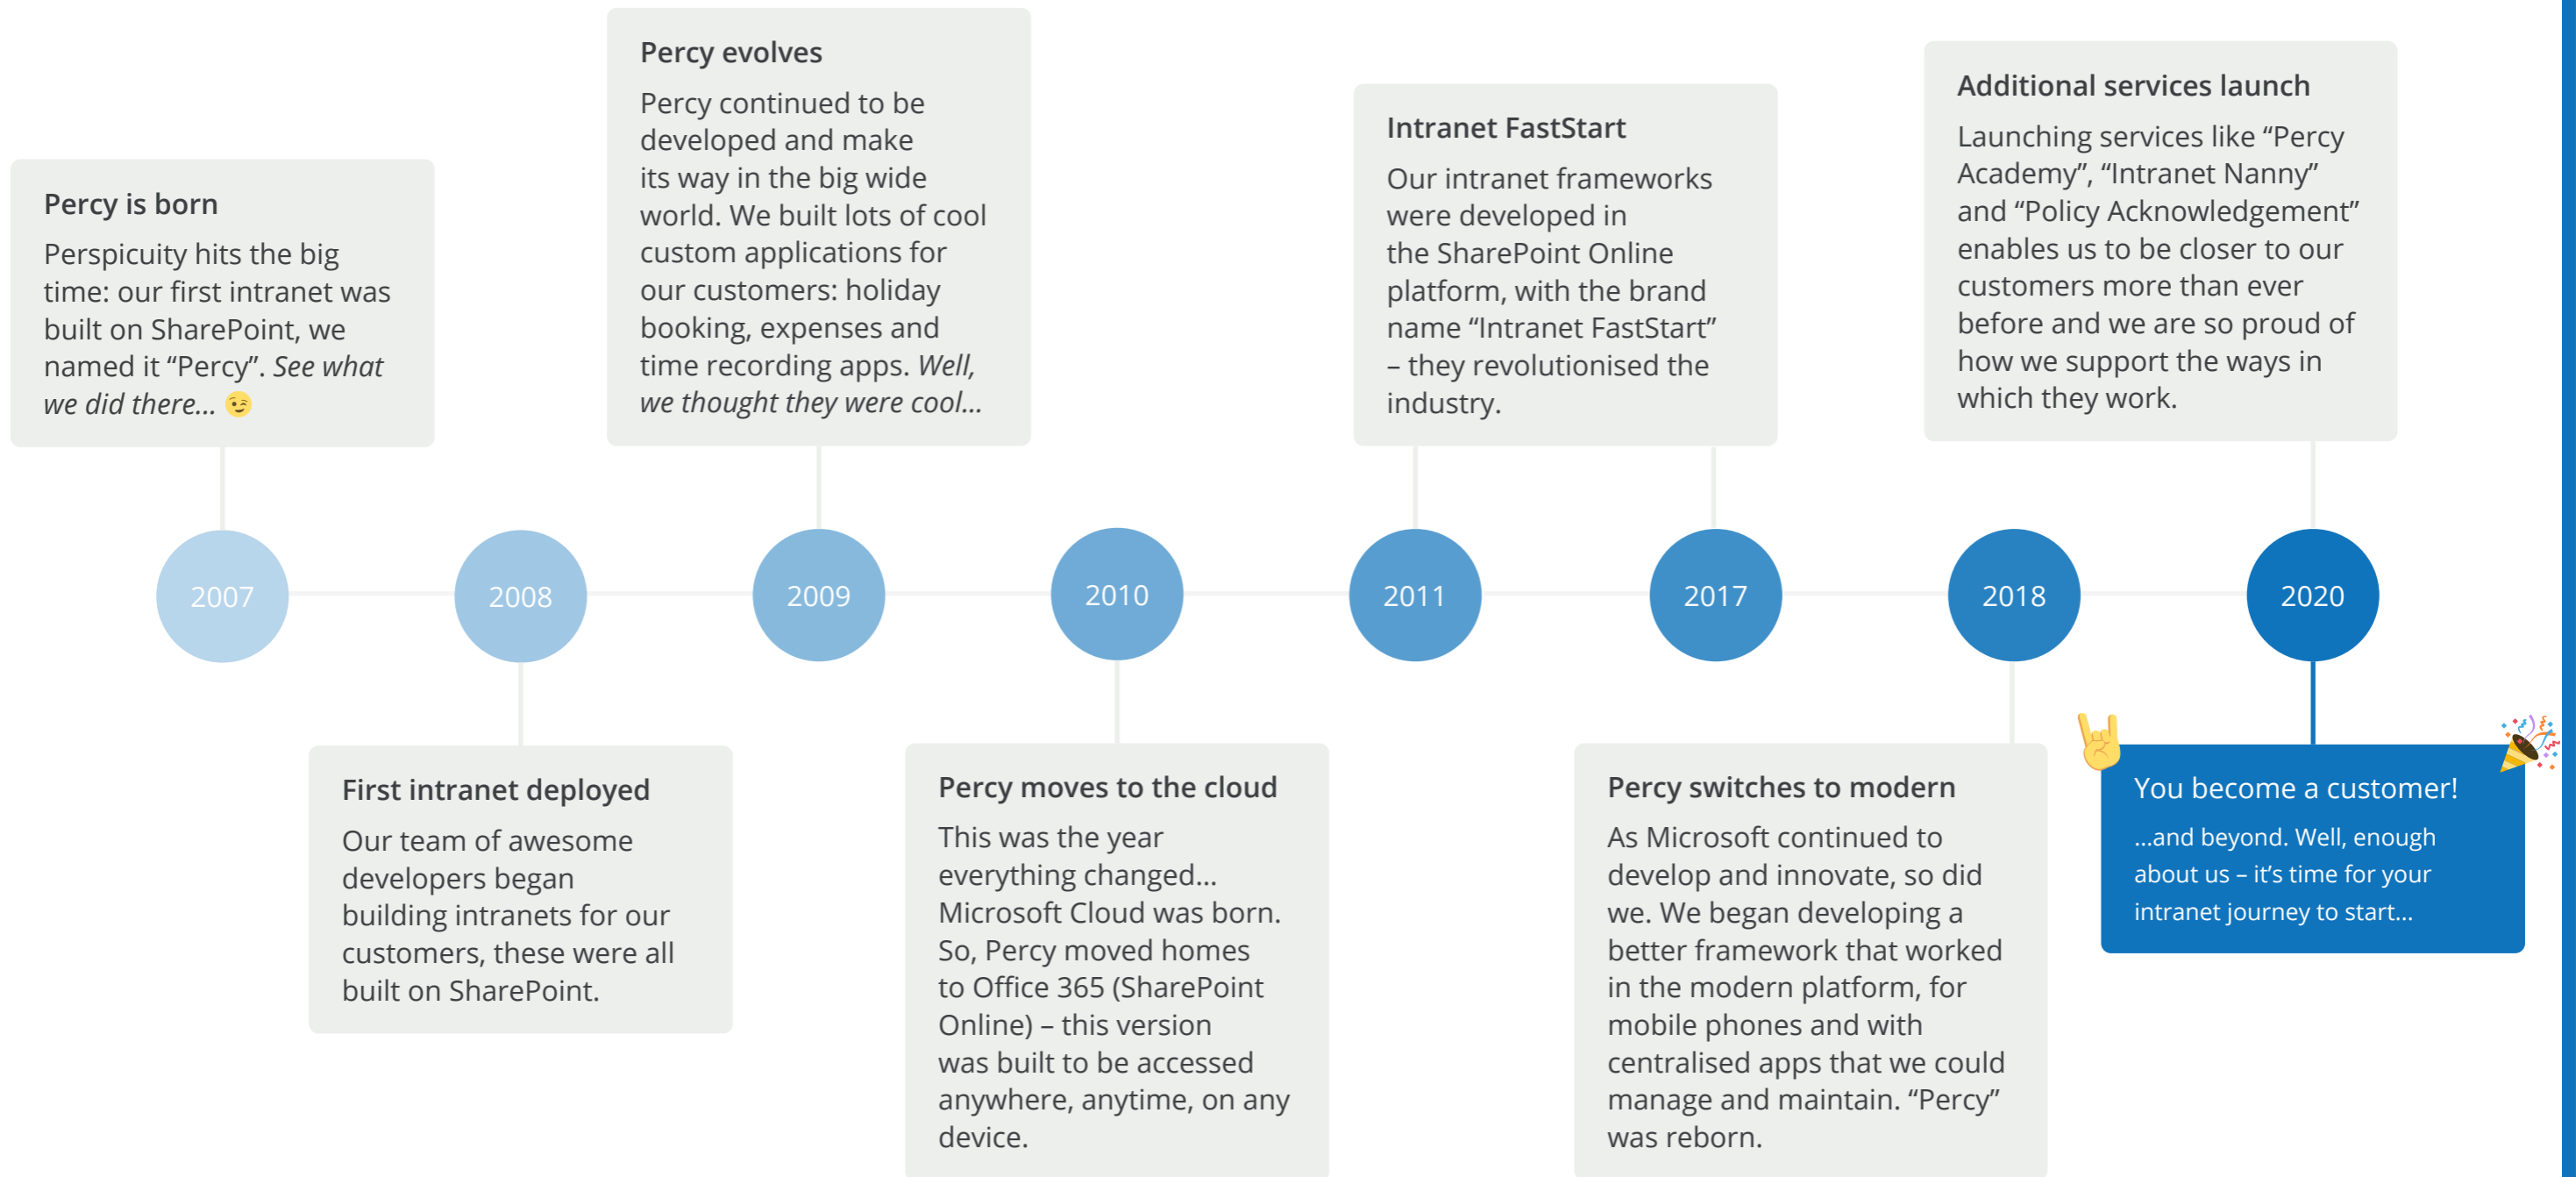 Percy is born
Perspicuity hits the big
time: our first intranet was
built on SharePoint, we
named it “Percy”. See what
we did there... 😉
Percy evolves
Percy continued to be
developed and make
its way in the big wide
world. We built lots of cool
custom applications for
our customers: holiday
booking, expenses and
time recording apps. Well,
we thought they were cool...
Intranet FastStart
Our intranet frameworks
were developed in
the SharePoint Online
platform, with the brand
name “Intranet FastStart”
– they revolutionised the
industry.
Additional services launch
Launching services like “Percy
Academy”, “Intranet Nanny”
and “Policy Acknowledgement”
enables us to be closer to our
customers more than ever
before and we are so proud of
how we support the ways in
which they work.
2007
2008
2009
2010
2011
2017
2018
2020
First intranet deployed
Our team of awesome
developers began
building intranets for our
customers, these were all
built on SharePoint.
Percy moves to the cloud
This was the year
everything changed...
Microsoft Cloud was born.
So, Percy moved homes
to Office 365 (SharePoint
Online) – this version
was built to be accessed
anywhere, anytime, on any
device.
Percy switches to modern
As Microsoft continued to
develop and innovate, so did
we. We began developing a
better framework that worked
in the modern platform, for
mobile phones and with
centralised apps that we could
manage and maintain. “Percy”
was reborn.
You become a customer!
...and beyond. Well, enough
about us – it’s time for your
intranet journey to start...